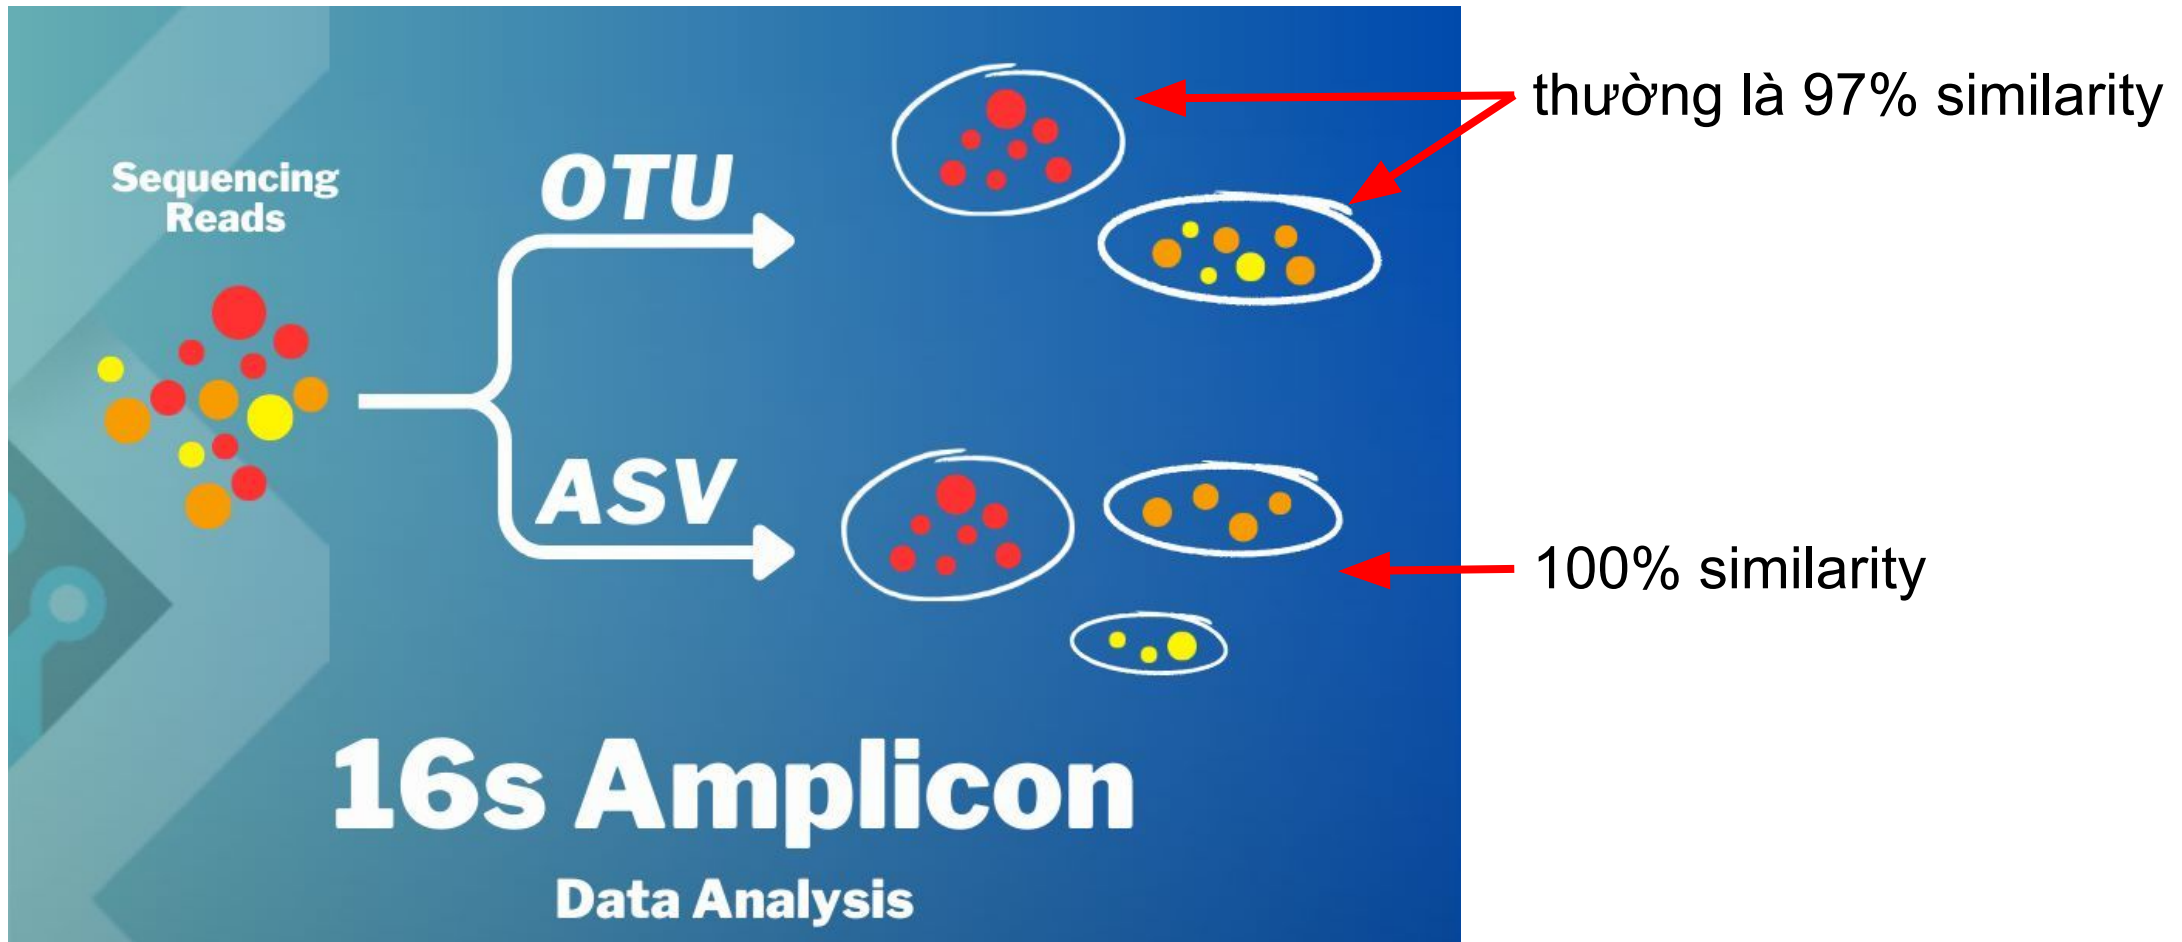 Sequencing
Reads
OTU
thường là 97% similarity
ASV
100% similarity
16s Amplicon
Data Analysis